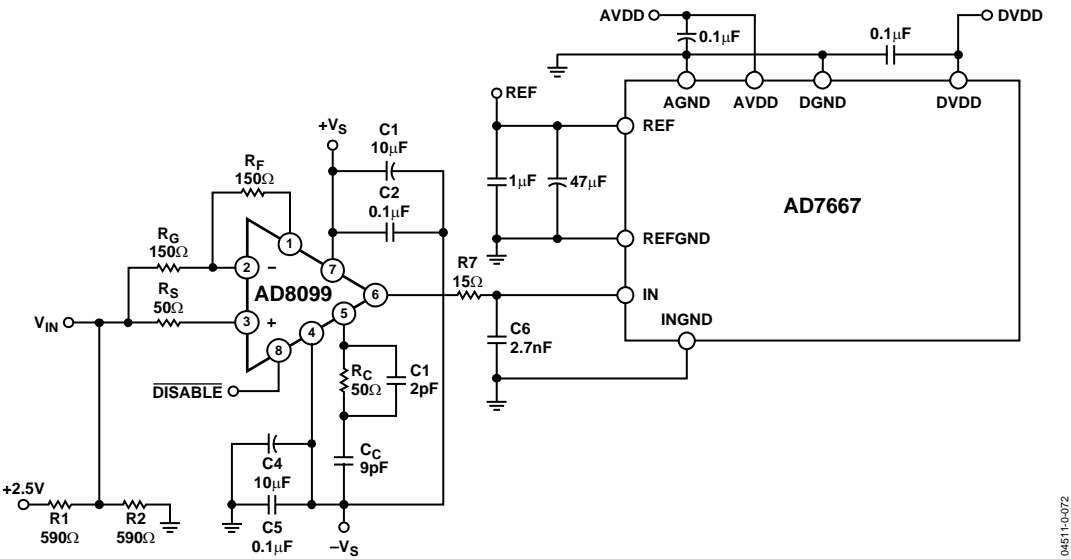 AVDD
DVDD
0.1μF
0.1μF
AGND
AVDD
DGND
DVDD
REF
REF
1μF
47μF
AD7667
REFGND
IN
INGND
+VS
C1
10μF
C2
0.1μF
RF
150Ω
RG
150Ω
RS
50Ω
VIN
1
2
–
3
+
AD8099
7
6
5
4
8
DISABLE
R7
15Ω
C6
2.7nF
RC
50Ω
C1
2pF
CC
9pF
C4
10μF
C5
0.1μF
–VS
+2.5V
R1
590Ω
R2
590Ω
04511-0-072